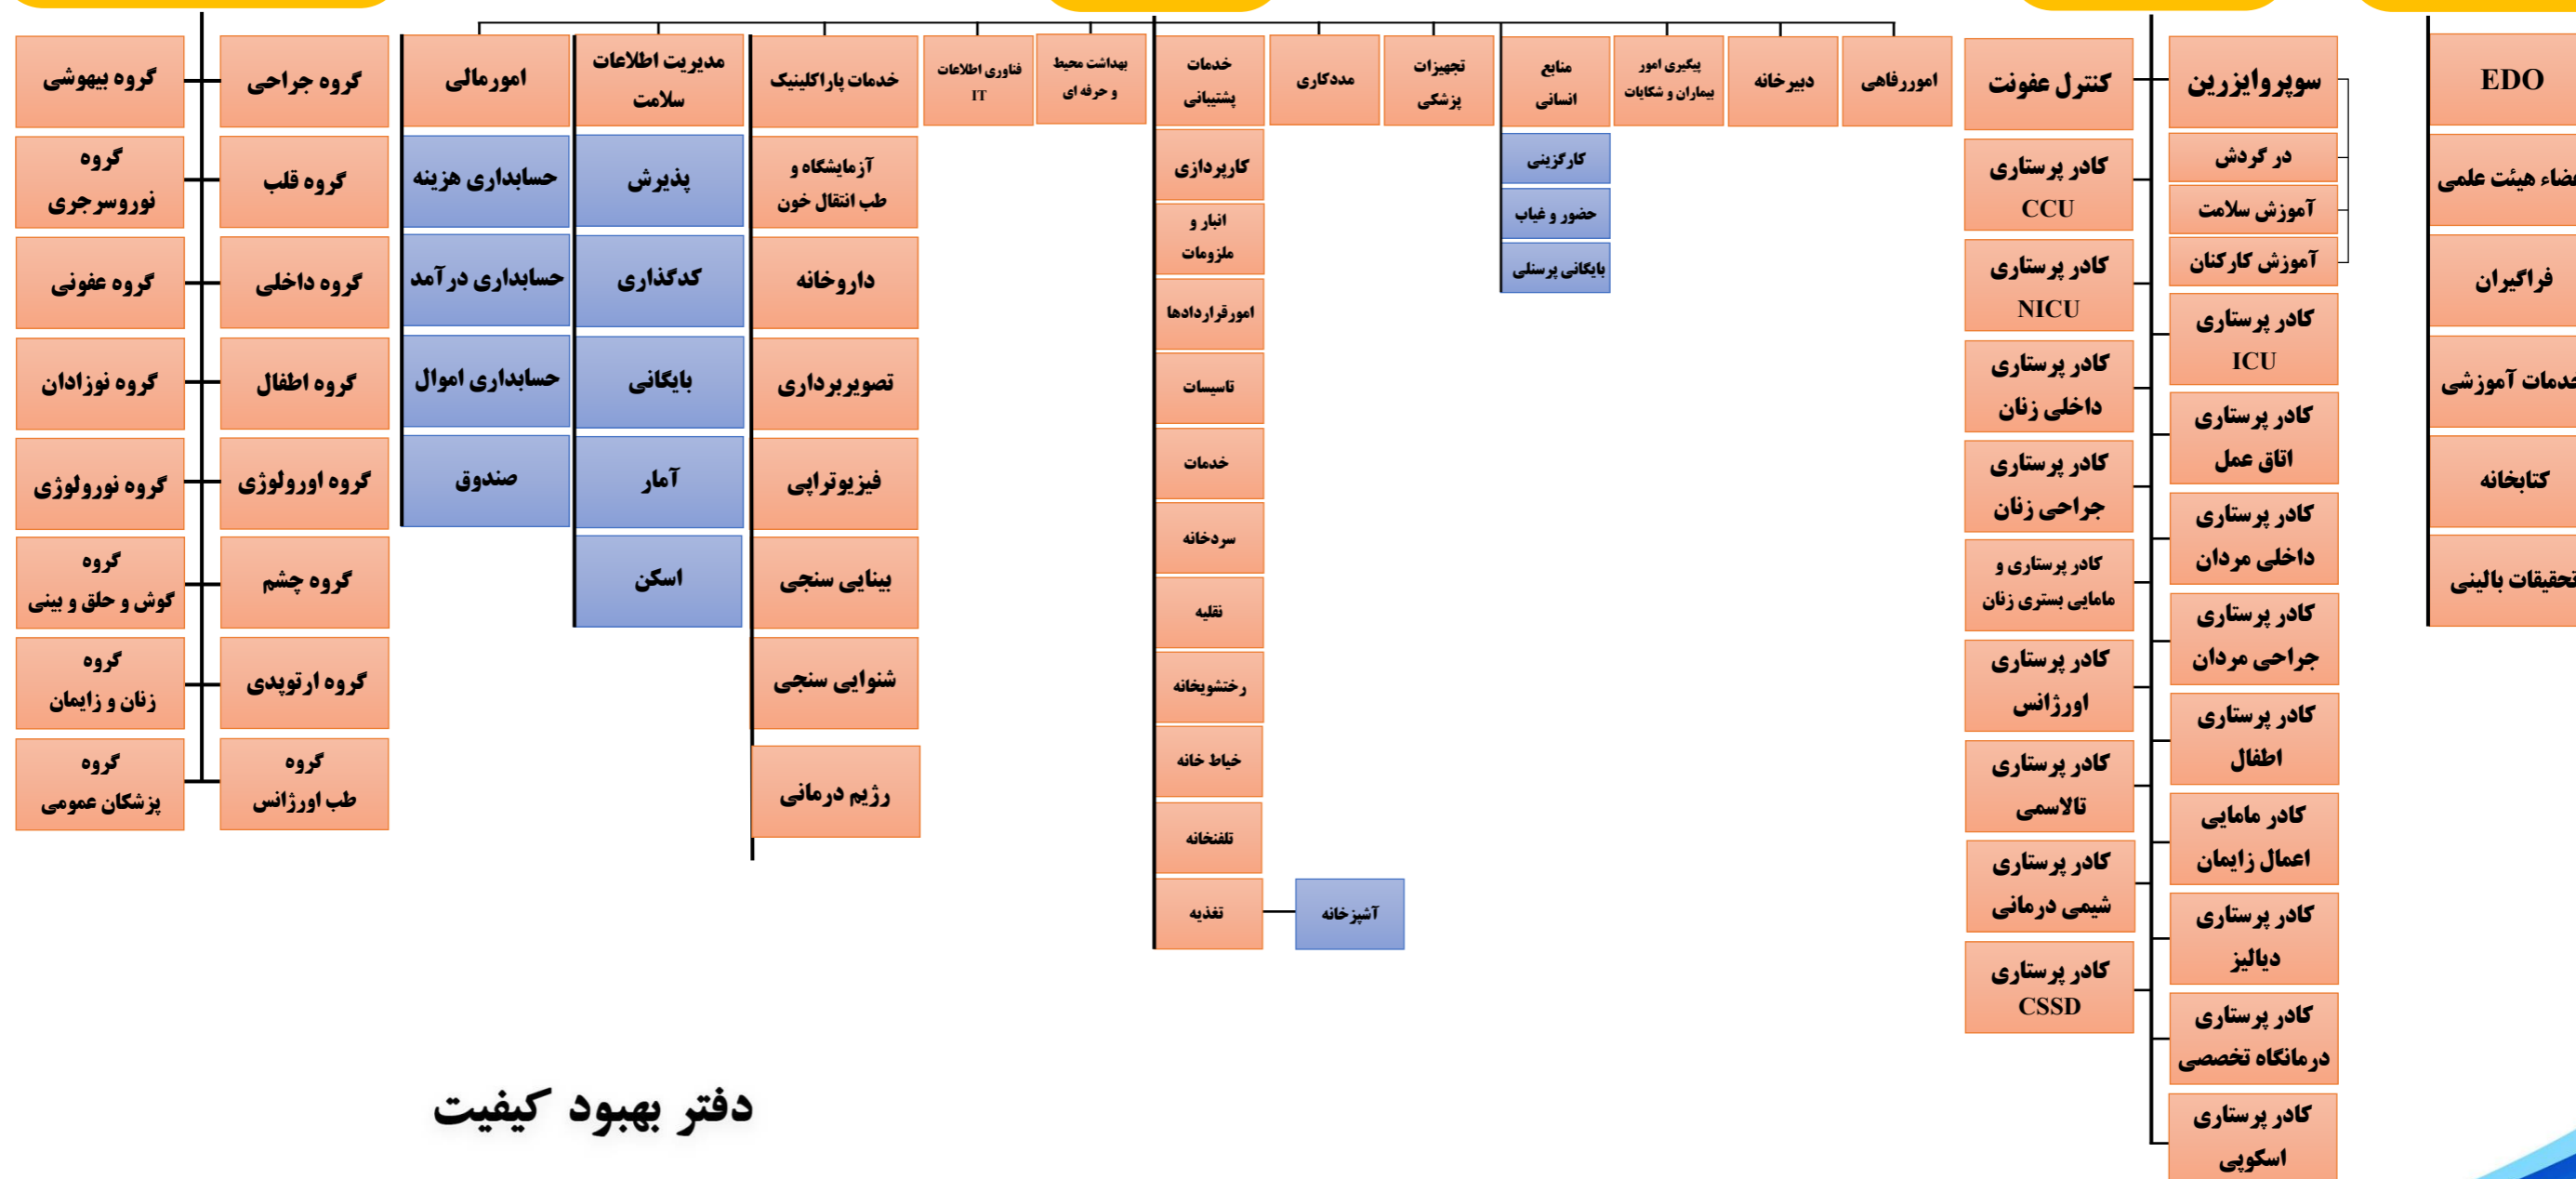 EDO
اعضاء هیئت علمی
فراگیران
خدمات آموزشی
کتابخانه
تحقیقات بالینی
سوپروایزرین
در گردش
آموزش سلامت
آموزش کارکنان
کادر پرستاری
ICU
کادر پرستاری
اتاق عمل
کادر پرستاری
داخلی مردان
کادر پرستاری
جراحی مردان
کادر پرستاری
اطفال
کادر مامایی
اعمال زایمان
کادر پرستاری
دیالیز
کادر پرستاری
درمانگاه تخصصی
کادر پرستاری
اسکوپی
کنترل عفونت
کادر پرستاری
CCU
کادر پرستاری
NICU
کادر پرستاری
داخلی زنان
کادر پرستاری
جراحی زنان
کادر پرستاری و
مامایی بستری زنان
کادر پرستاری
اورژانس
کادر پرستاری
تالاسمی
کادر پرستاری
شیمی درمانی
کادر پرستاری
CSSD
اموررفاهی
دبیرخانه
پیگیری امور
بیماران و شکایات
منابع
انسانی
کارگزینی
حضور و غیاب
بایگانی پرسنلی
تجهیزات
پزشکی
مددکاری
خدمات
پشتیبانی
کارپردازی
انبار و
ملزومات
امورقراردادها
تاسیسات
خدمات
سردخانه
نقلیه
رختشویخانه
خیاط خانه
تلفنخانه
تغذیه
آشپزخانه
بهداشت محیط
و حرفه ای
فناوری اطلاعات
IT
خدمات پاراکلینیک
آزمایشگاه و
طب انتقال خون
داروخانه
تصویربرداری
فیزیوتراپی
بینایی سنجی
شنوایی سنجی
رژیم درمانی
مدیریت اطلاعات
سلامت
پذیرش
کدگذاری
بایگانی
آمار
اسکن
امورمالی
حسابداری هزینه
حسابداری درآمد
حسابداری اموال
صندوق
گروه جراحی
گروه قلب
گروه داخلی
گروه اطفال
گروه اورولوژی
گروه چشم
گروه ارتوپدی
گروه
طب اورژانس
گروه بیهوشی
گروه
نوروسرجری
گروه عفونی
گروه نوزادان
گروه نورولوژی
گروه
گوش و حلق و بینی
گروه
زنان و زایمان
گروه
پزشکان عمومی
دفتر بهبود کیفیت